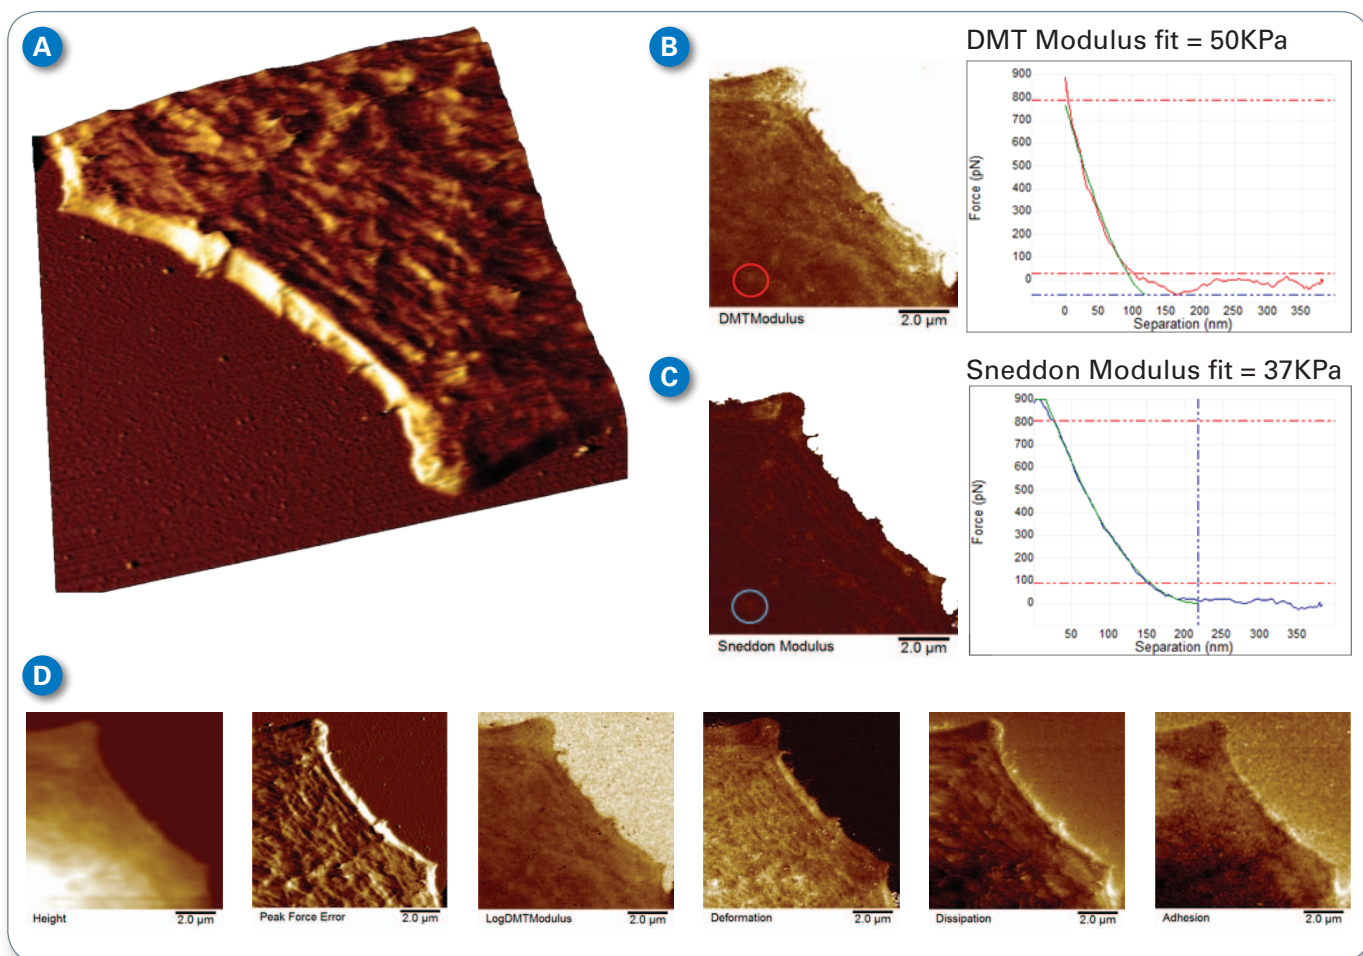 A
B
DMT Modulus fit = 50KPa
900
800
700
600
500
400
300
200
100
0
Force (pN)
0 50 100 150 200 250 300 350
Separation (nm)
DMTModulus
2.0 µm
C
Sneddon Modulus fit = 37KPa
900
800
700
600
500
400
300
200
100
0
Force (pN)
50 100 150 200 250 300 350
Separation (nm)
Sneddon Modulus
2.0 µm
D
Height 2.0 µm
Peak Force Error 2.0 µm
LogDMTModulus 2.0 µm
Deformation 2.0 µm
Dissipation 2.0 µm
Adhesion 2.0 µm